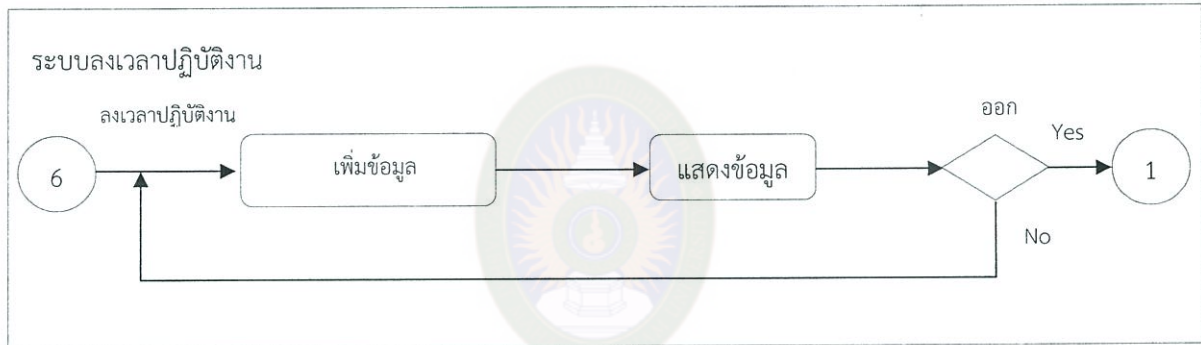 ระบบลงเวลาปฏิบัติงาน
ลงเวลาปฏิบัติงาน
ออก
Yes
6
เพิ่มข้อมูล
แสดงข้อมูล
1
No